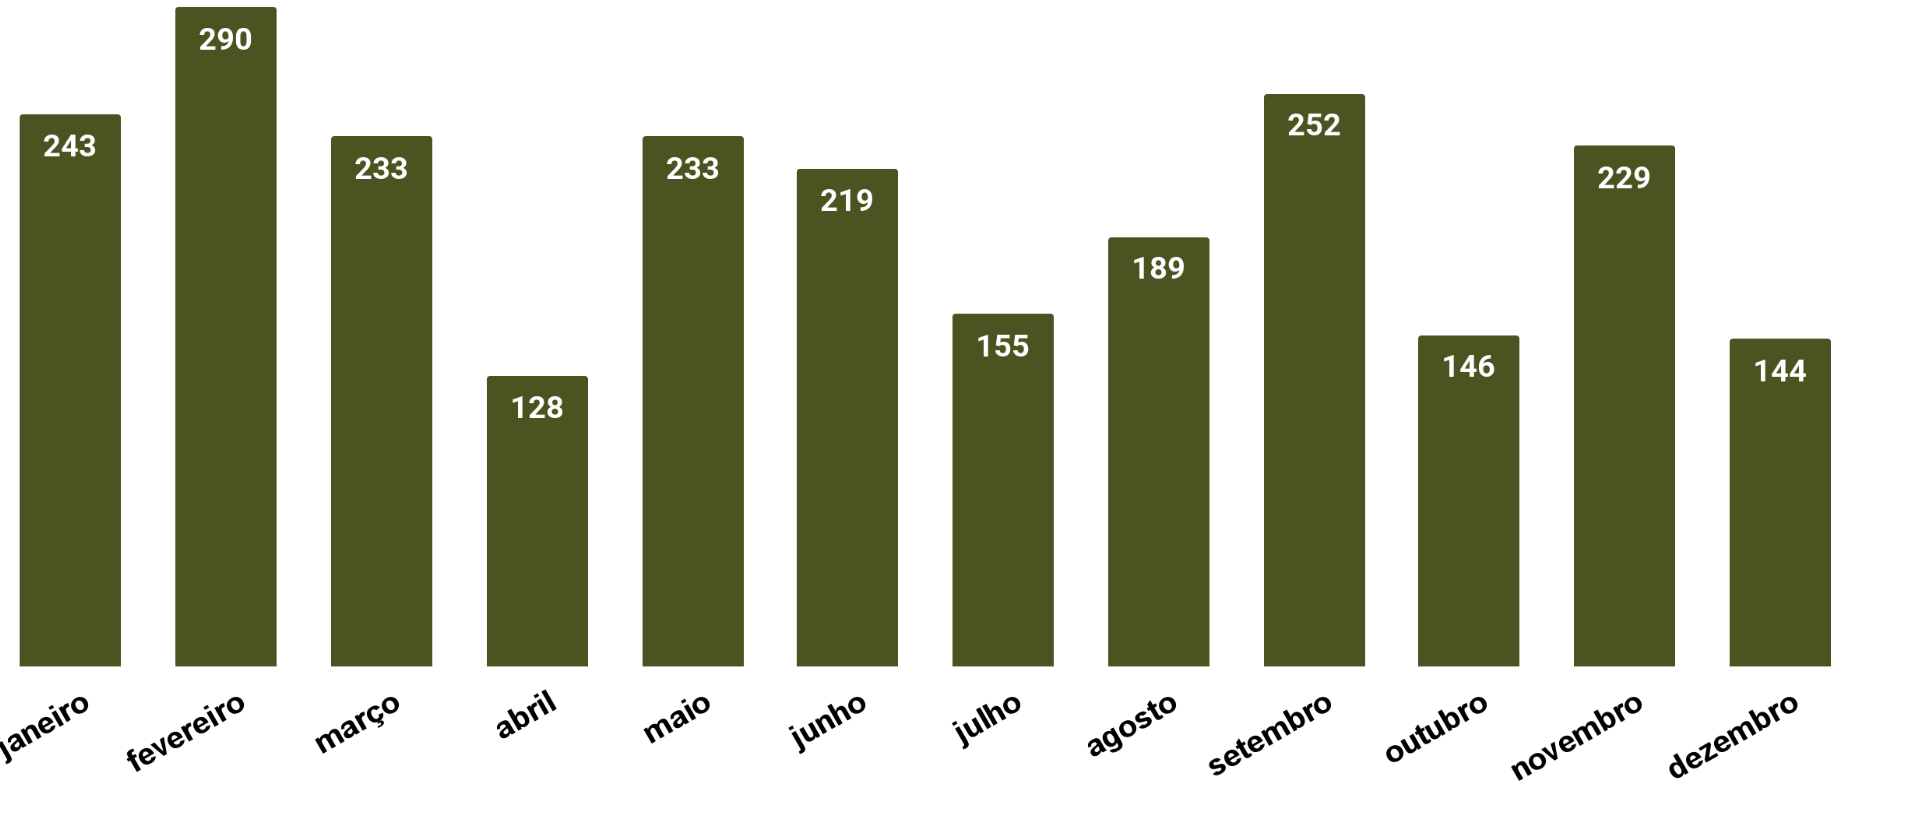 290
243
252
233
233
229
219
189
155
146
144
128
janeiro
fevereiro
março
abril
maio
junho
julho
agosto
setembro
outubro
novembro
dezembro